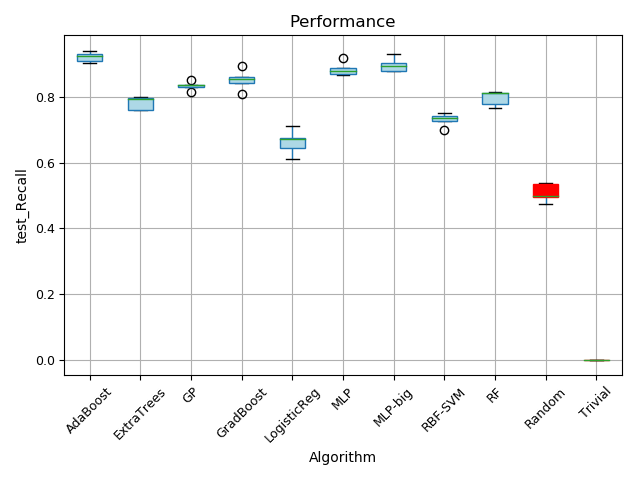 Performance
test_Recall
0.8
0.6
0.4
0.2
0.0
AdaBoost
ExtraTrees
GP
GradBoost
LogisticReg
MLP
MLP-big
RBF-SVM
RF
Random
Trivial
Algorithm